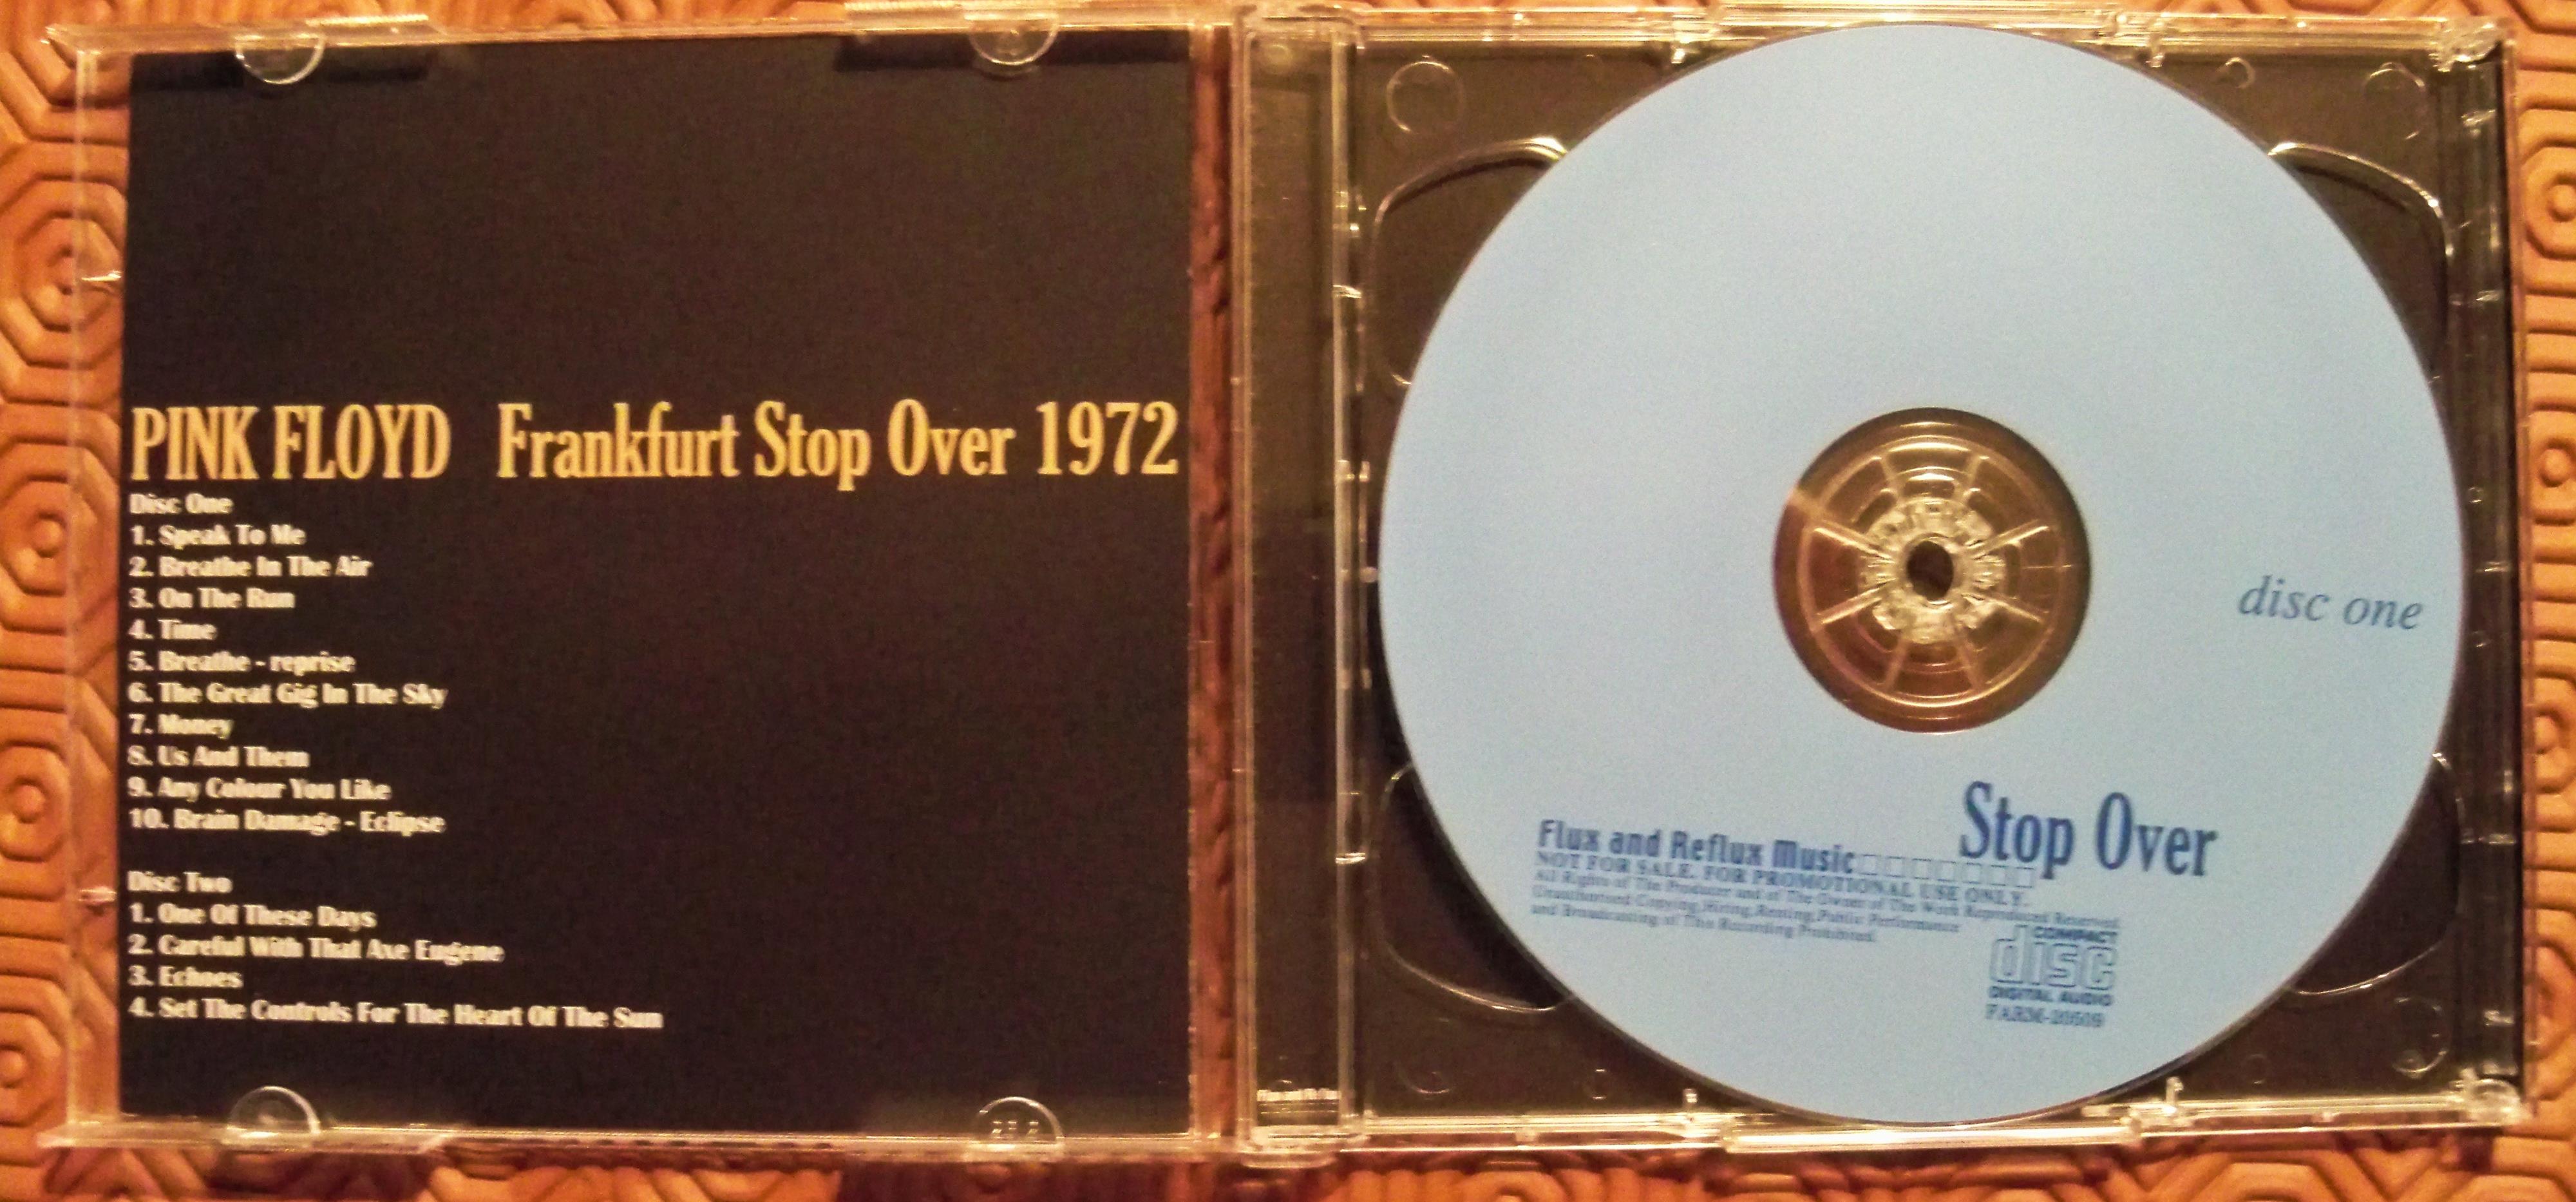 PINK FLOYD Frankfurt Stop Over 1972
Disc One
1. Speak To Me
2. Breathe In The Air
3. On The Run
4. Time
5. Breathe - reprise
6. The Great Gig In The Sky
7. Money
8. Us And Them
9. Any Colour You Like
10. Brain Damage - Eclipse
Disc Two
1. One Of These Days
2. Careful With That Axe Eugene
3. Echoes
4. Set The Controls For The Heart Of The Sun
disc one
Stop Over
Flux and Reflux Music
NOT FOR SALE. FOR PROMOTIONAL USE ONLY.
All Rights of The Producer and of The Owner of The Work Reproduced Reserved.
Unauthorised Copying,Hiring,Renting,Public Performance
and Broadcasting of This Recording Prohibited.
COMPACT
disc
DIGITAL AUDIO